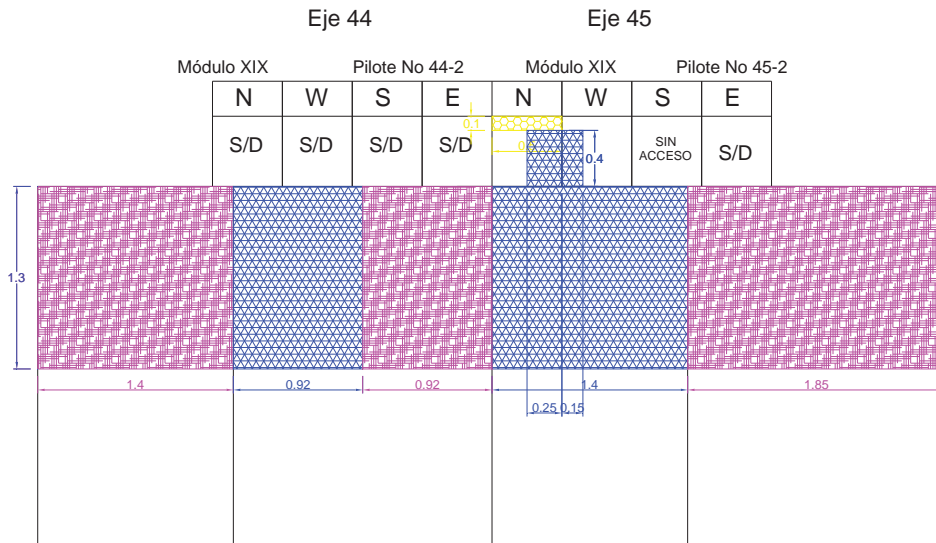 Eje 44 Eje 45
Módulo XIX Pilote No 44-2 Módulo XIX Pilote No 45-2
N W S E N W S E
0.1
S/D S/D S/D S/D SIN ACCESO S/D
0.4
1.3
1.4 0.92 0.92 1.4 1.85
0.25 0.15